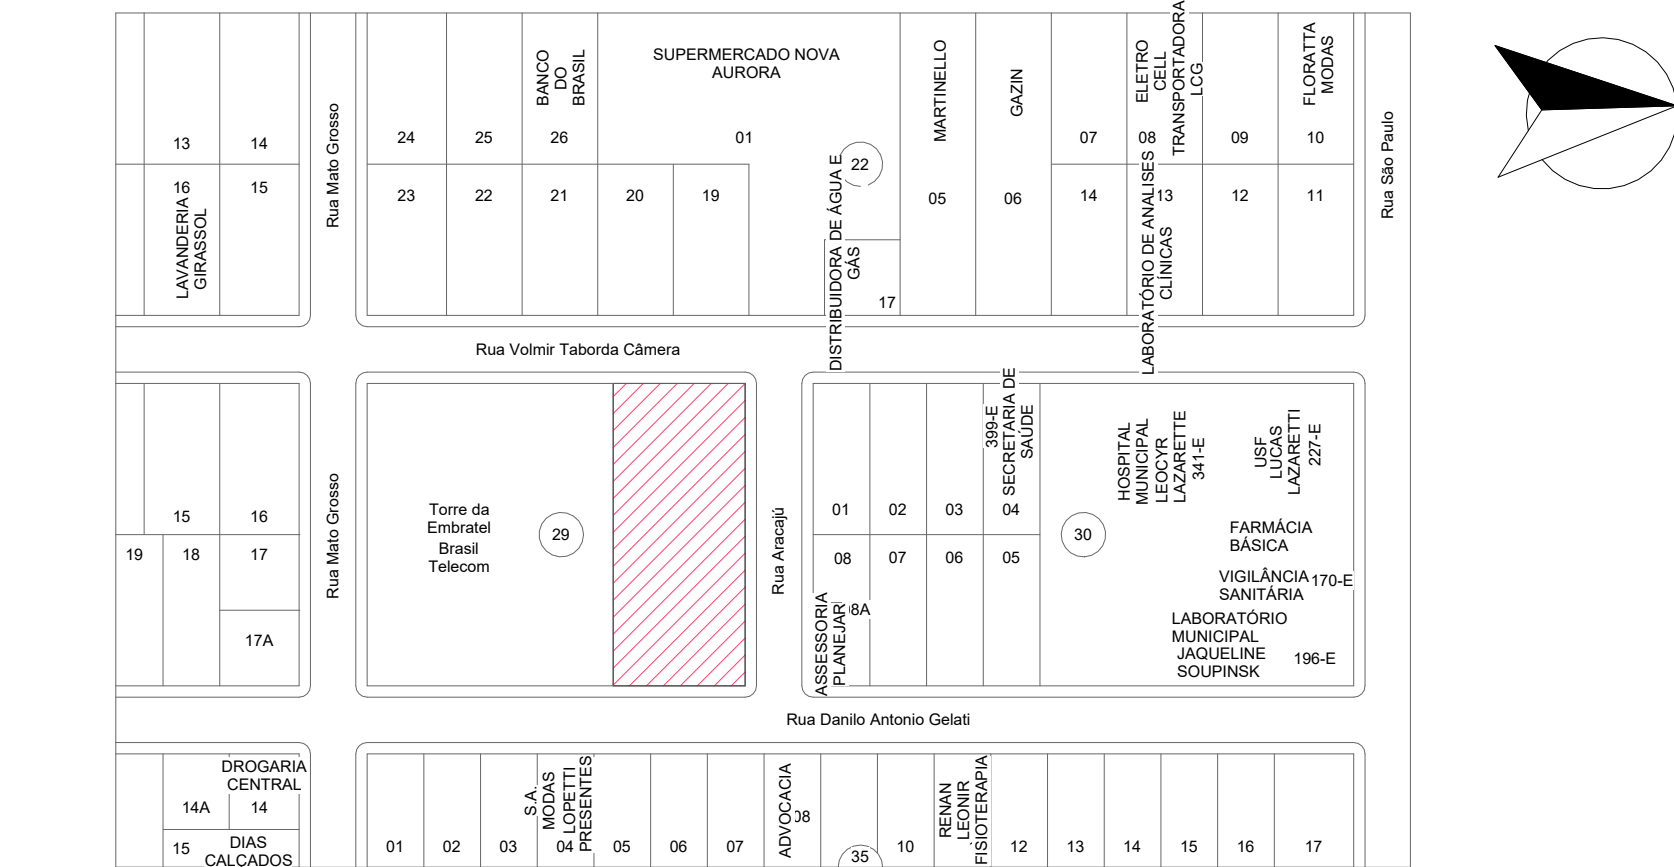 13
14
16
15
LAVANDERIA
GIRASSOL
Rua Mato Grosso
24
25
BANCO
DO
BRASIL
26
SUPERMERCADO NOVA
AURORA
01
22
MARTINELLO
GAZIN
07
ELETRO
CELL
08
TRANSPORTADORA
LCG
09
FLORATTA
MODAS
10
23
22
21
20
19
DISTRIBUIDORA DE ÁGUA E
GÁS
17
05
06
14
LABORATÓRIO DE ANALISES
CLÍNICAS
13
12
11
Rua São Paulo
Rua Volmir Taborda Câmera
15
16
19
18
17
17A
Rua Mato Grosso
Torre da
Embratel
Brasil
Telecom
29
Rua Aracajú
01
02
03
04
399-E
SECRETARIA DE
SAÚDE
08
07
06
05
ASSESSORIA
PLANEJAR
8A
30
HOSPITAL
MUNICIPAL
LEOCYR
LAZARETTE
341-E
USF
LUCAS
LAZARETTI
227-E
FARMÁCIA
BÁSICA
VIGILÂNCIA
SANITÁRIA
170-E
LABORATÓRIO
MUNICIPAL
JAQUELINE
SOUPINSK
196-E
Rua Danilo Antonio Gelati
DROGARIA
CENTRAL
14A
14
15
DIAS
CALÇADOS
01
02
03
S.A.
MODAS
LOPETTI
PRESENTES
04
05
06
07
ADVOCACIA
08
35
10
RENAN
LEONIR
FISIOTERAPIA
12
13
14
15
16
17